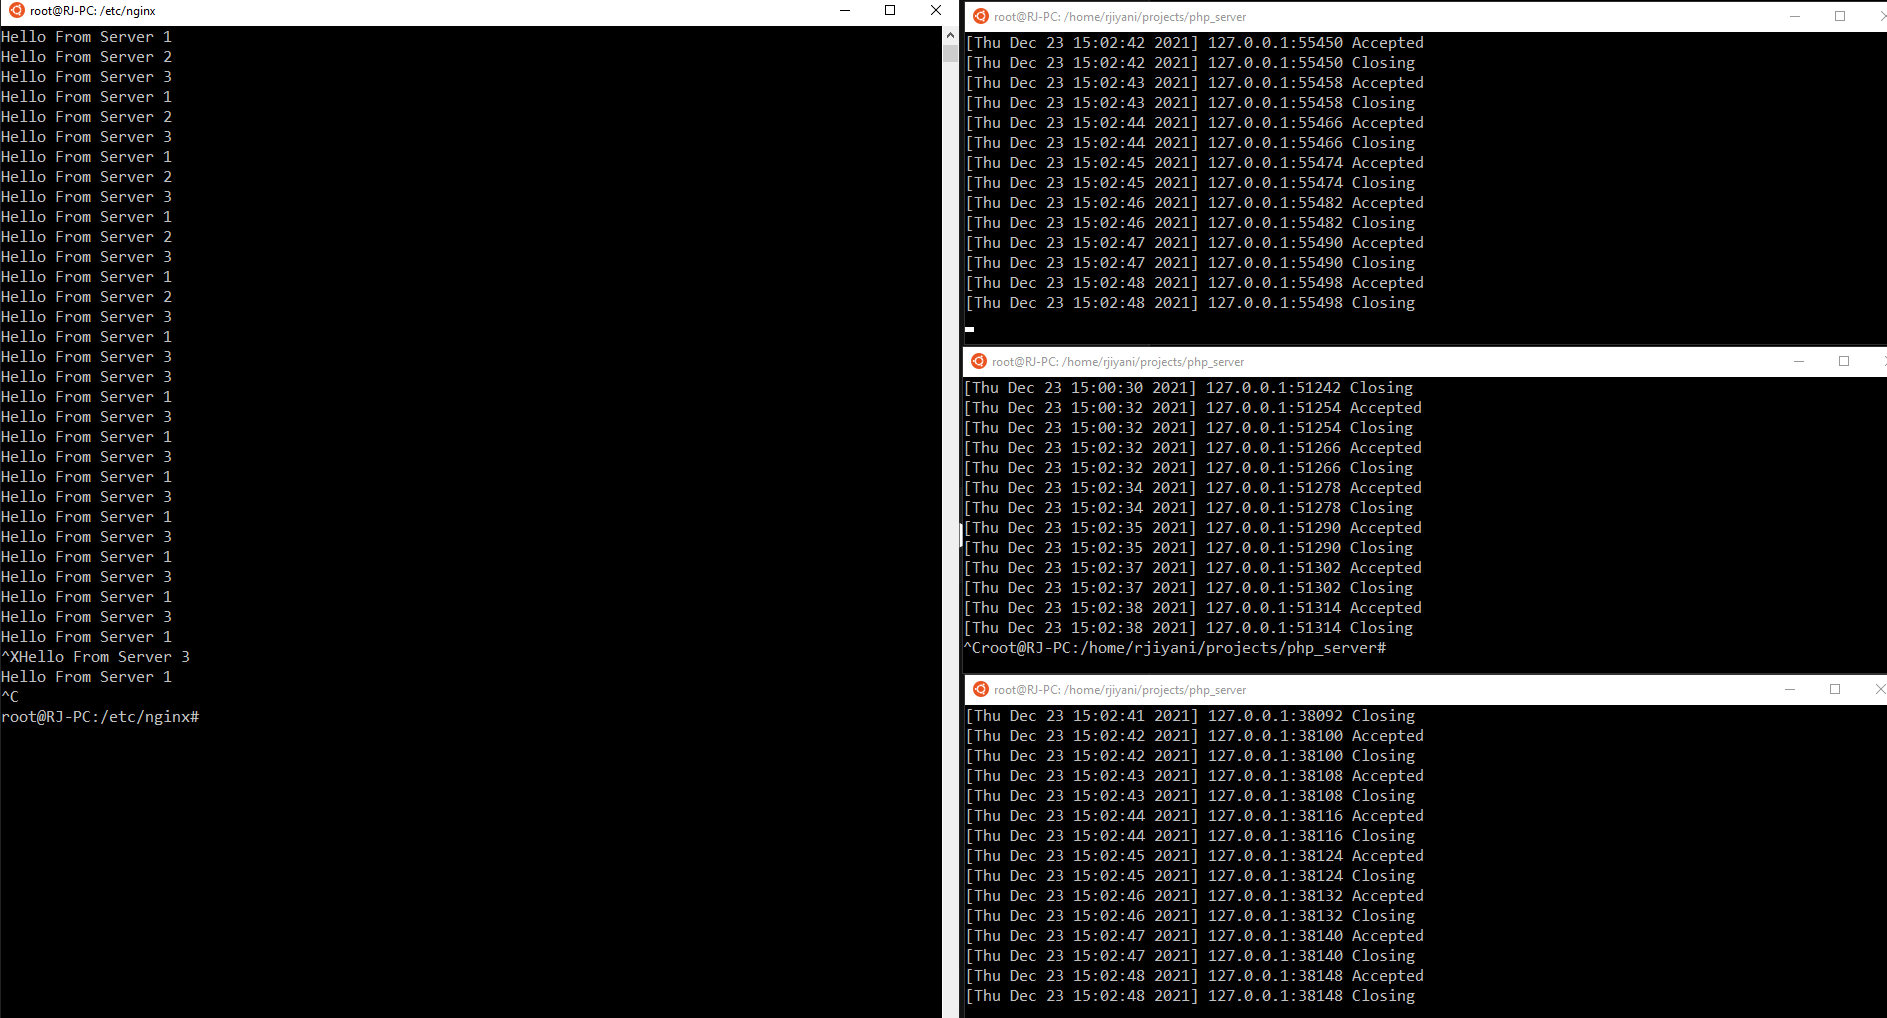 root@RJ-PC: /etc/nginx
Hello From Server 1
Hello From Server 2
Hello From Server 3
Hello From Server 1
Hello From Server 2
Hello From Server 3
Hello From Server 1
Hello From Server 2
Hello From Server 3
Hello From Server 1
Hello From Server 2
Hello From Server 3
Hello From Server 1
Hello From Server 2
Hello From Server 3
Hello From Server 1
Hello From Server 3
Hello From Server 3
Hello From Server 1
Hello From Server 3
Hello From Server 1
Hello From Server 3
Hello From Server 1
Hello From Server 3
Hello From Server 1
Hello From Server 3
Hello From Server 1
Hello From Server 3
Hello From Server 1
Hello From Server 3
Hello From Server 1
^XHello From Server 3
Hello From Server 1
^C
root@RJ-PC:/etc/nginx#
root@RJ-PC: /home/rjiyani/projects/php_server
[Thu Dec 23 15:02:42 2021] 127.0.0.1:55450 Accepted
[Thu Dec 23 15:02:42 2021] 127.0.0.1:55450 Closing
[Thu Dec 23 15:02:43 2021] 127.0.0.1:55458 Accepted
[Thu Dec 23 15:02:43 2021] 127.0.0.1:55458 Closing
[Thu Dec 23 15:02:44 2021] 127.0.0.1:55466 Accepted
[Thu Dec 23 15:02:44 2021] 127.0.0.1:55466 Closing
[Thu Dec 23 15:02:45 2021] 127.0.0.1:55474 Accepted
[Thu Dec 23 15:02:45 2021] 127.0.0.1:55474 Closing
[Thu Dec 23 15:02:46 2021] 127.0.0.1:55482 Accepted
[Thu Dec 23 15:02:46 2021] 127.0.0.1:55482 Closing
[Thu Dec 23 15:02:47 2021] 127.0.0.1:55490 Accepted
[Thu Dec 23 15:02:47 2021] 127.0.0.1:55490 Closing
[Thu Dec 23 15:02:48 2021] 127.0.0.1:55498 Accepted
[Thu Dec 23 15:02:48 2021] 127.0.0.1:55498 Closing
root@RJ-PC: /home/rjiyani/projects/php_server
[Thu Dec 23 15:00:30 2021] 127.0.0.1:51242 Closing
[Thu Dec 23 15:00:32 2021] 127.0.0.1:51254 Accepted
[Thu Dec 23 15:00:32 2021] 127.0.0.1:51254 Closing
[Thu Dec 23 15:02:32 2021] 127.0.0.1:51266 Accepted
[Thu Dec 23 15:02:32 2021] 127.0.0.1:51266 Closing
[Thu Dec 23 15:02:34 2021] 127.0.0.1:51278 Accepted
[Thu Dec 23 15:02:34 2021] 127.0.0.1:51278 Closing
[Thu Dec 23 15:02:35 2021] 127.0.0.1:51290 Accepted
[Thu Dec 23 15:02:35 2021] 127.0.0.1:51290 Closing
[Thu Dec 23 15:02:37 2021] 127.0.0.1:51302 Accepted
[Thu Dec 23 15:02:37 2021] 127.0.0.1:51302 Closing
[Thu Dec 23 15:02:38 2021] 127.0.0.1:51314 Accepted
[Thu Dec 23 15:02:38 2021] 127.0.0.1:51314 Closing
^Croot@RJ-PC:/home/rjiyani/projects/php_server#
root@RJ-PC: /home/rjiyani/projects/php_server
[Thu Dec 23 15:02:41 2021] 127.0.0.1:38092 Closing
[Thu Dec 23 15:02:42 2021] 127.0.0.1:38100 Accepted
[Thu Dec 23 15:02:42 2021] 127.0.0.1:38100 Closing
[Thu Dec 23 15:02:43 2021] 127.0.0.1:38108 Accepted
[Thu Dec 23 15:02:43 2021] 127.0.0.1:38108 Closing
[Thu Dec 23 15:02:44 2021] 127.0.0.1:38116 Accepted
[Thu Dec 23 15:02:44 2021] 127.0.0.1:38116 Closing
[Thu Dec 23 15:02:45 2021] 127.0.0.1:38124 Accepted
[Thu Dec 23 15:02:45 2021] 127.0.0.1:38124 Closing
[Thu Dec 23 15:02:46 2021] 127.0.0.1:38132 Accepted
[Thu Dec 23 15:02:46 2021] 127.0.0.1:38132 Closing
[Thu Dec 23 15:02:47 2021] 127.0.0.1:38140 Accepted
[Thu Dec 23 15:02:47 2021] 127.0.0.1:38140 Closing
[Thu Dec 23 15:02:48 2021] 127.0.0.1:38148 Accepted
[Thu Dec 23 15:02:48 2021] 127.0.0.1:38148 Closing